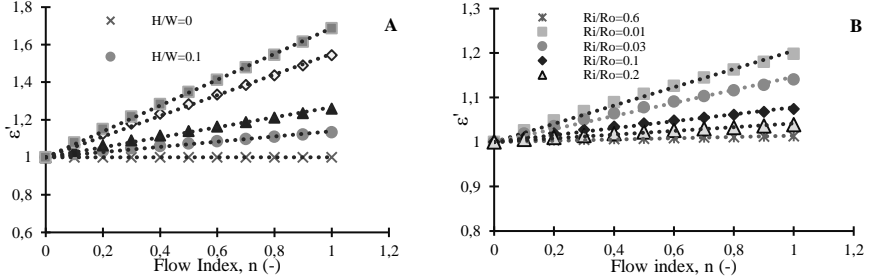 1,8
A
H/W=0
1,6
H/W=0.1
1,4
ε'
1,2
1
0,8
0,6
0
0,2
0,4
0,6
0,8
1
1,2
Flow Index, n (-)
1,3
Ri/Ro=0.6
B
Ri/Ro=0.01
Ri/Ro=0.03
1,2
Ri/Ro=0.1
Ri/Ro=0.2
1,1
ε'
1
0,9
0,8
0
0,2
0,4
0,6
0,8
1
1,2
Flow index, n (-)